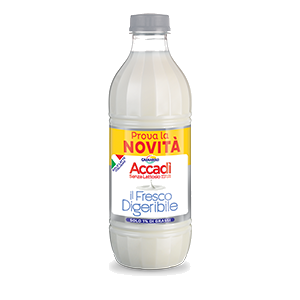 Prova la
NOVITÀ
GRANAROLO
Accadì
Senza Lattosio
il Fresco
Digeribile
SOLO 1% DI GRASSI